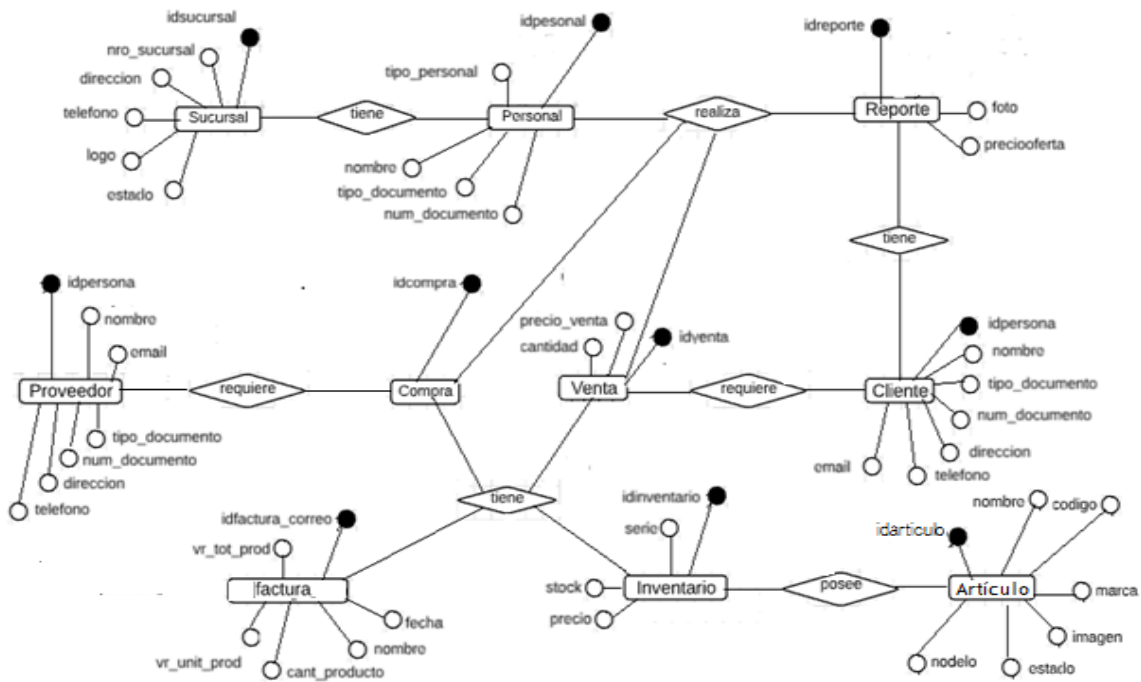 idsucursal
nro_sucursal
direccion
telefono
logo
estado
Sucursal
tiene
idpesonal
tipo_personal
Personal
nombre
tipo_documento
num_documento
realiza
idreporte
Reporte
foto
preciooferta
tiene
idpersona
nombre
email
Proveedor
tipo_documento
num_documento
direccion
telefono
requiere
idcompra
Compra
precio_venta
cantidad
idventa
Venta
requiere
idpersona
nombre
tipo_documento
num_documento
direccion
telefono
email
Cliente
tiene
idfactura_correo
vr_tot_prod
factura
fecha
nombre
cant_producto
vr_unit_prod
idinventario
serie
stock
precio
Inventario
posee
nombre
codigo
idarticulo
Artículo
marca
imagen
estado
nodelo